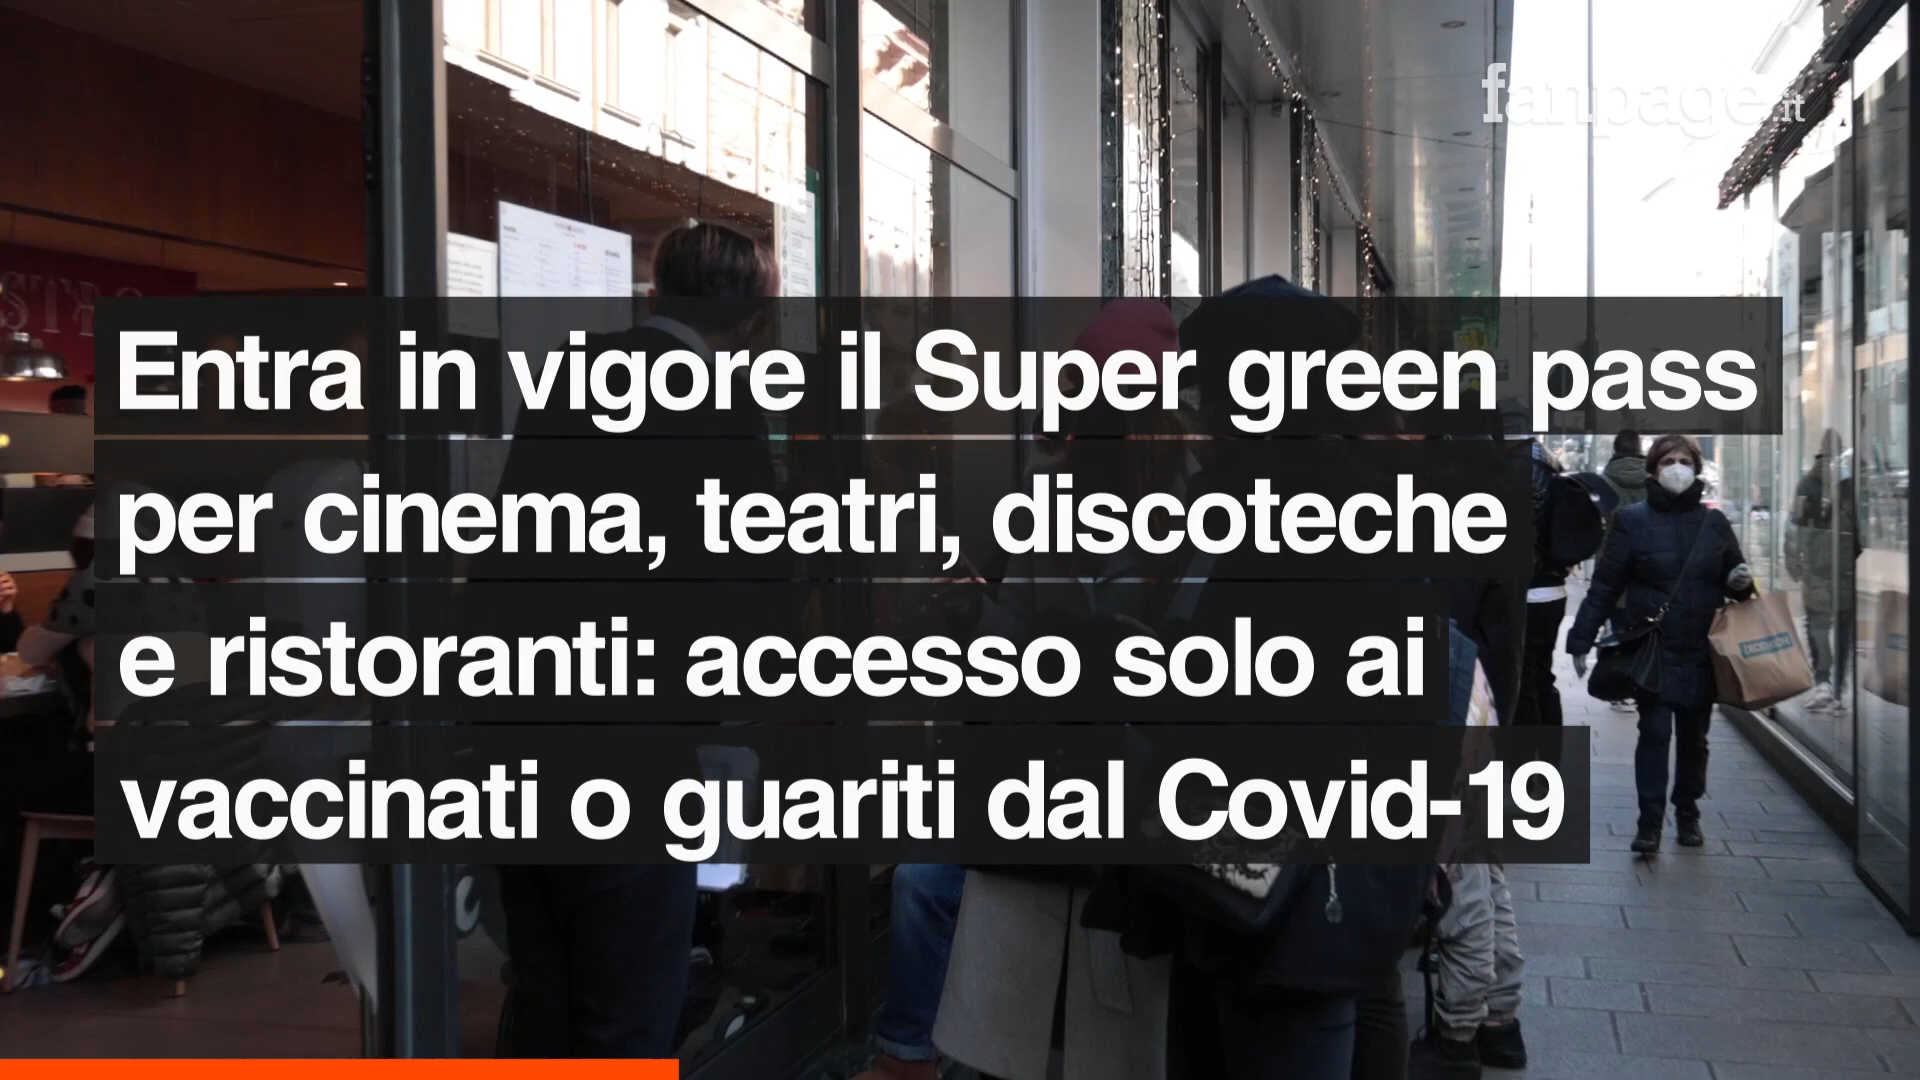 fanpage.it
Entra in vigore il Super green pass
per cinema, teatri, discoteche
e ristoranti: accesso solo ai
vaccinati o guariti dal Covid-19